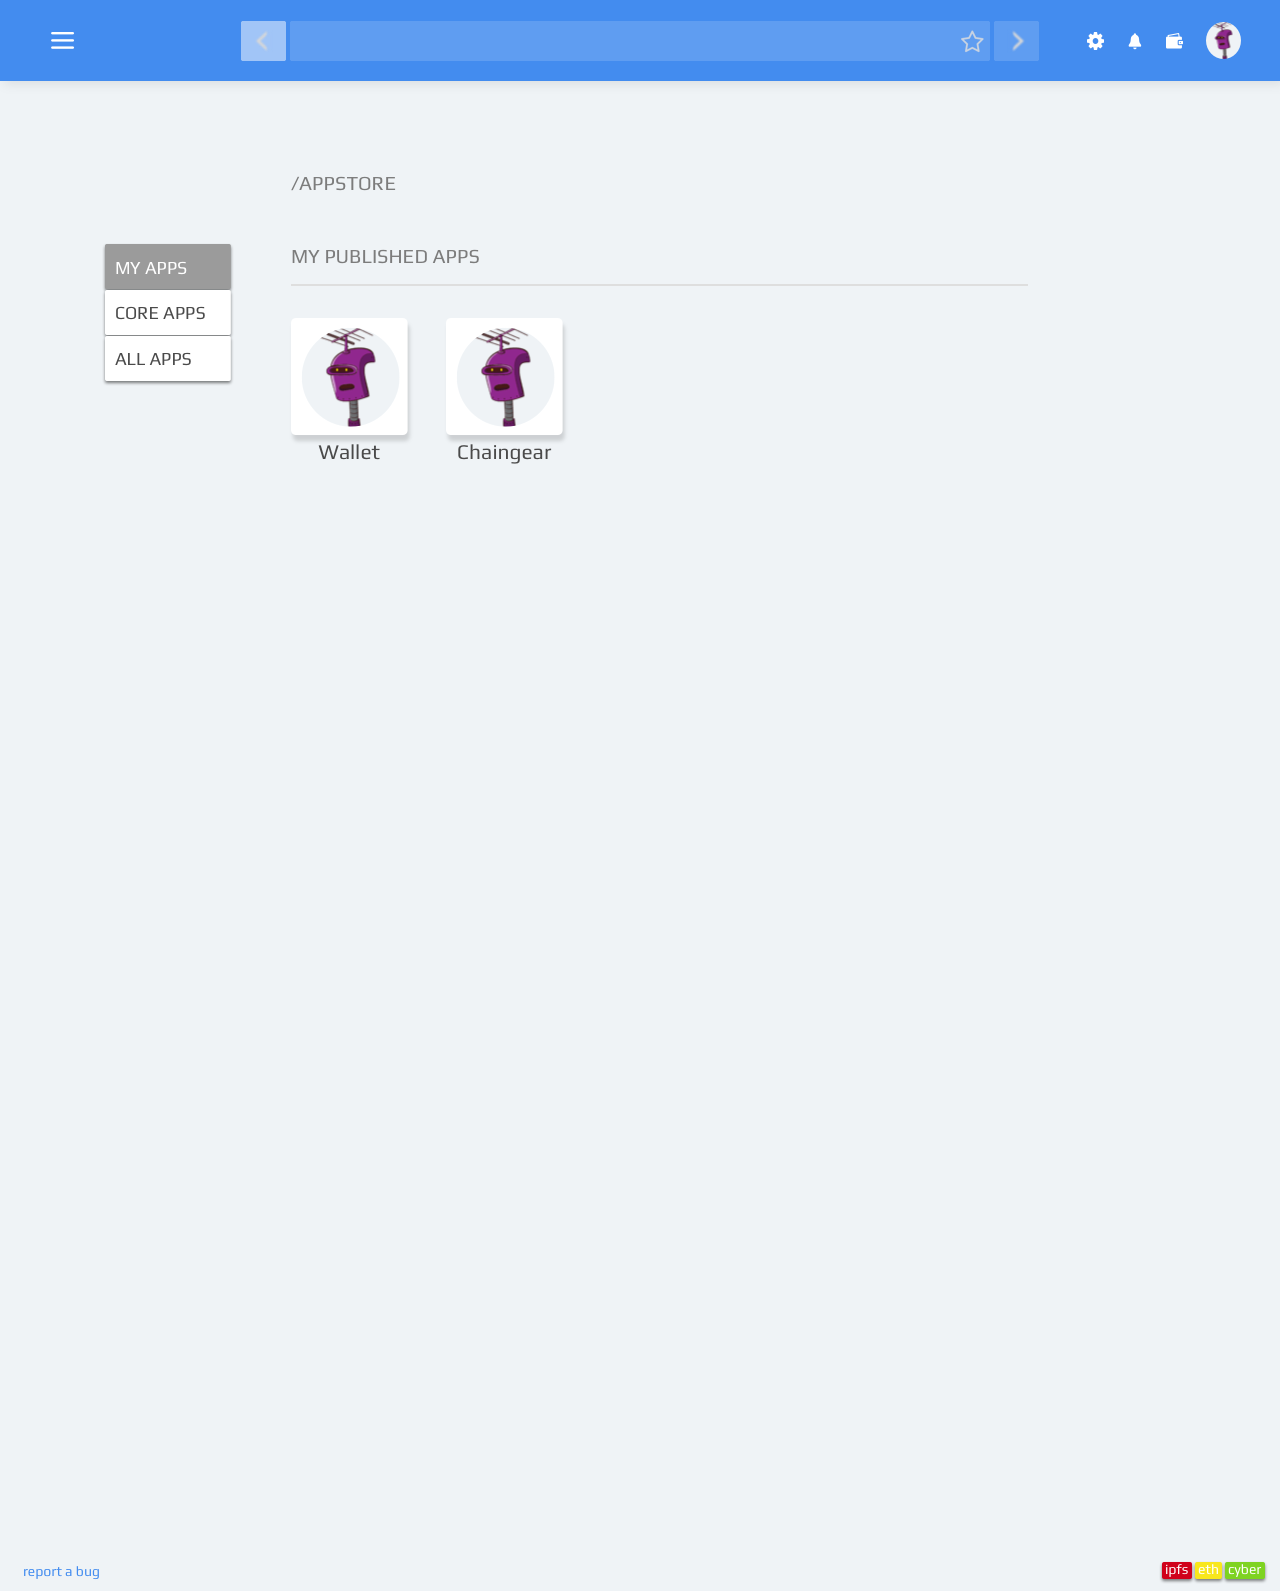 /APPSTORE
MY APPS
CORE APPS
ALL APPS
MY PUBLISHED APPS
Wallet
Chaingear
report a bug
ipfs
eth
cyber